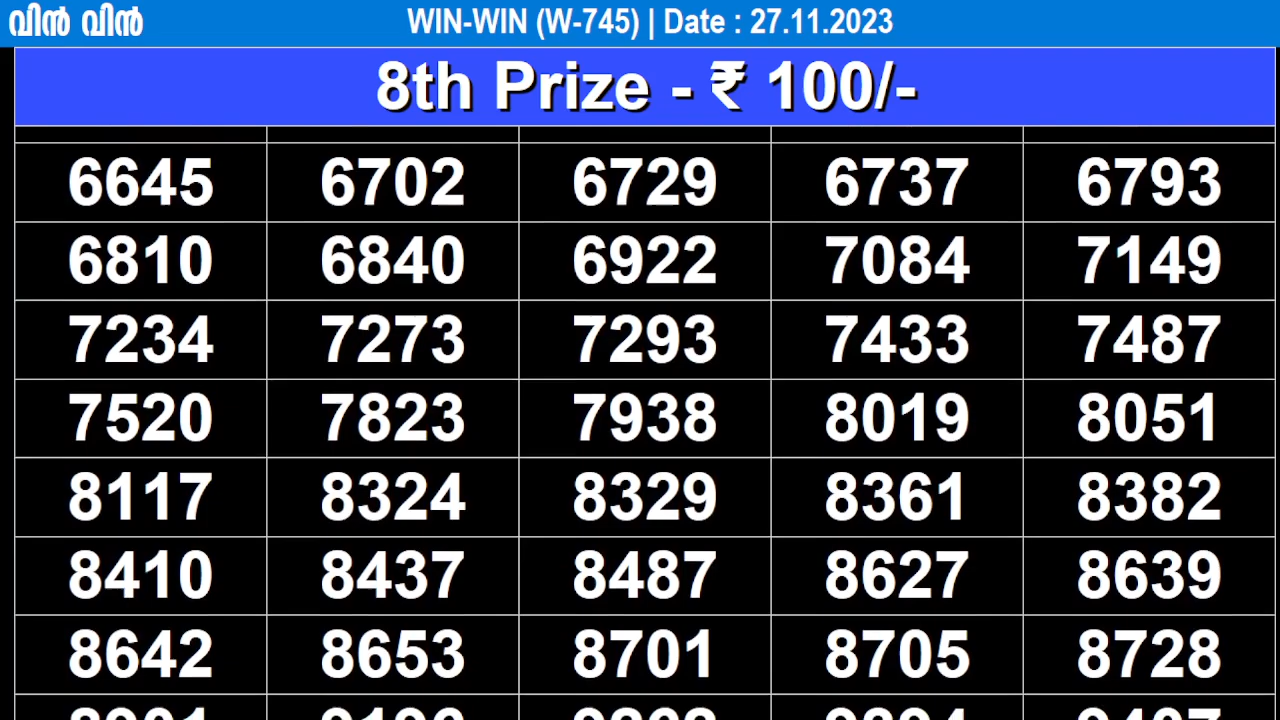 വിൻ വിൻ WIN-WIN (W-745) | Date : 27.11.2023
8th Prize - ₹ 100/-
6645 6702 6729 6737 6793
6810 6840 6922 7084 7149
7234 7273 7293 7433 7487
7520 7823 7938 8019 8051
8117 8324 8329 8361 8382
8410 8437 8487 8627 8639
8642 8653 8701 8705 8728